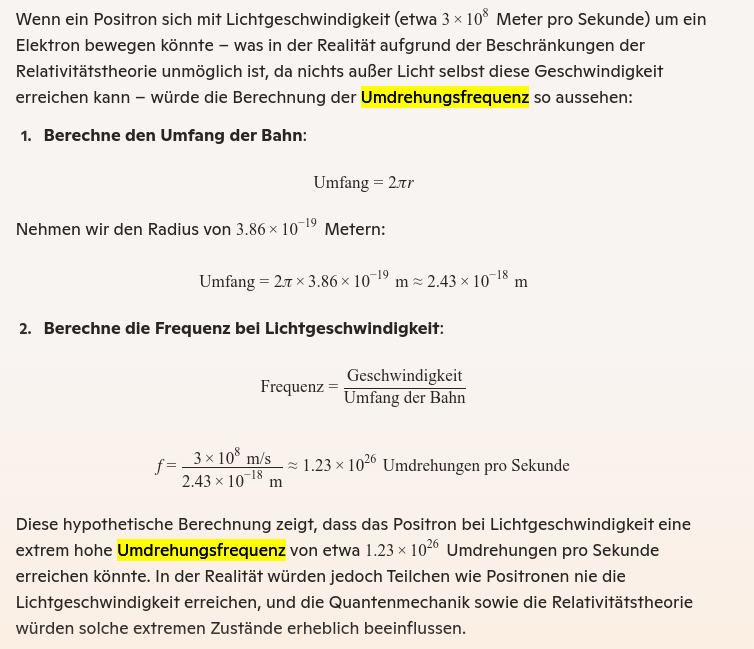 Wenn ein Positron sich mit Lichtgeschwindigkeit (etwa 3 × 10⁸ Meter pro Sekunde) um ein
Elektron bewegen könnte – was in der Realität aufgrund der Beschränkungen der
Relativitätstheorie unmöglich ist, da nichts außer Licht selbst diese Geschwindigkeit
erreichen kann – würde die Berechnung der Umdrehungsfrequenz so aussehen:
1. Berechne den Umfang der Bahn:
Umfang = 2πr
Nehmen wir den Radius von 3.86 × 10⁻¹⁹ Metern:
Umfang = 2π × 3.86 × 10⁻¹⁹ m ≈ 2.43 × 10⁻¹⁸ m
2. Berechne die Frequenz bei Lichtgeschwindigkeit:
Frequenz = Geschwindigkeit / Umfang der Bahn
f = 3 × 10⁸ m/s / 2.43 × 10⁻¹⁸ m ≈ 1.23 × 10²⁶ Umdrehungen pro Sekunde
Diese hypothetische Berechnung zeigt, dass das Positron bei Lichtgeschwindigkeit eine
extrem hohe Umdrehungsfrequenz von etwa 1.23 × 10²⁶ Umdrehungen pro Sekunde
erreichen könnte. In der Realität würden jedoch Teilchen wie Positronen nie die
Lichtgeschwindigkeit erreichen, und die Quantenmechanik sowie die Relativitätstheorie
würden solche extremen Zustände erheblich beeinflussen.